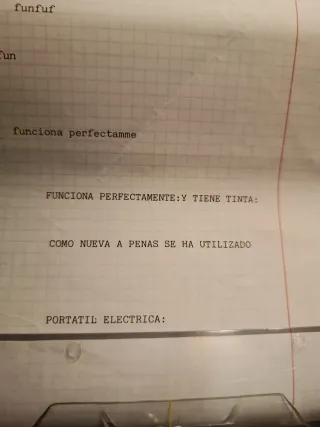 funfuf
fun
funciona perfectamme
FUNCIONA PERFECTAMENTE:Y TIENE TINTA:
COMO NUEVA A PENAS SE HA UTILIZADO
PORTATIL ELECTRICA: